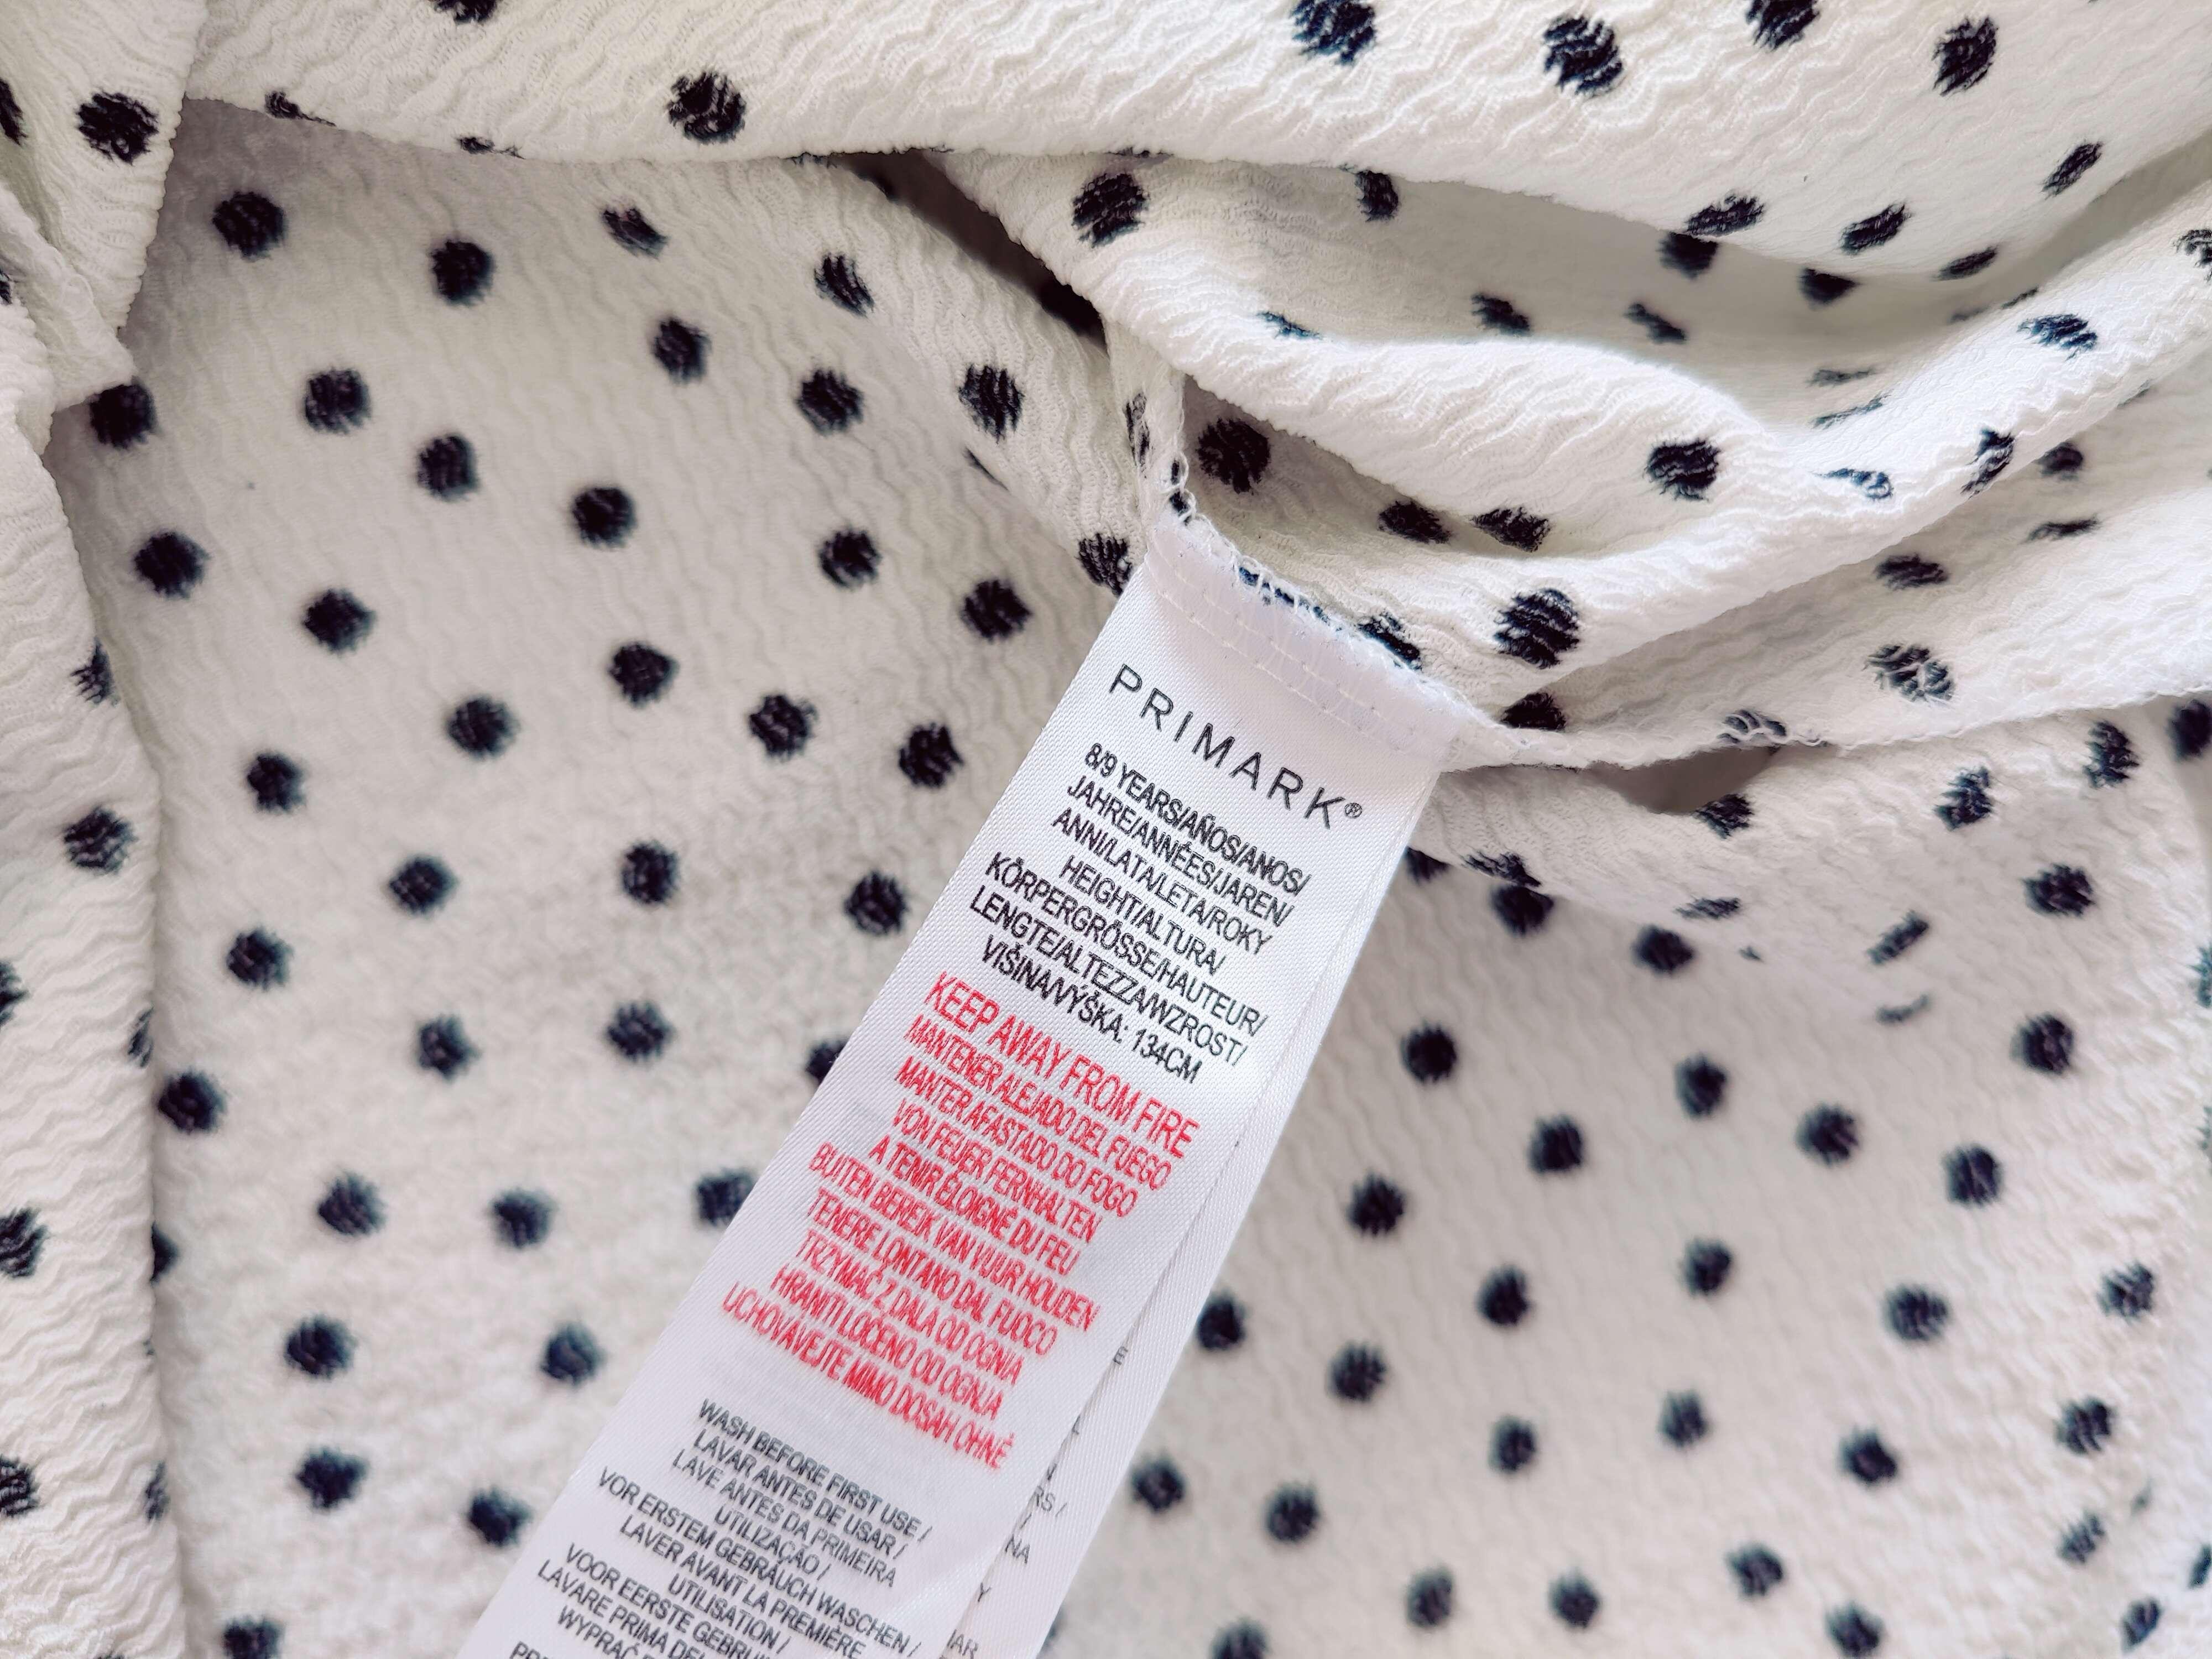 PRIMARK®
8/9 YEARS/AÑOS/ANOS/
JAHRE/ANNÉES/JAREN/
ANNI/LATA/LETA/ROKY
HEIGHT/ALTURA/
KÖRPERGRÖSSE/HAUTEUR/
LENGTE/ALTEZZA/WZROST/
VIŠINA/VÝŠKA: 134CM
KEEP AWAY FROM FIRE
MANTENER ALEJADO DEL FUEGO
MANTER AFASTADO DO FOGO
VON FEUER FERNHALTEN
A TENIR ÉLOIGNÉ DU FEU
BUITEN BEREIK VAN VUUR HOUDEN
TENERE LONTANO DAL FUOCO
TRZYMAĆ Z DALA OD OGNIA
HRANITI LOČENO OD OGNJA
UCHOVÁVEJTE MIMO DOSAH OHNĚ
WASH BEFORE FIRST USE /
LAVAR ANTES DE USAR /
LAVE ANTES DA PRIMEIRA
UTILIZAÇÃO /
VOR ERSTEM GEBRAUCH WASCHEN /
LAVER AVANT LA PREMIÈRE
UTILISATION /
VOOR EERSTE
LAVARE PRIMA
WYPRAĆ